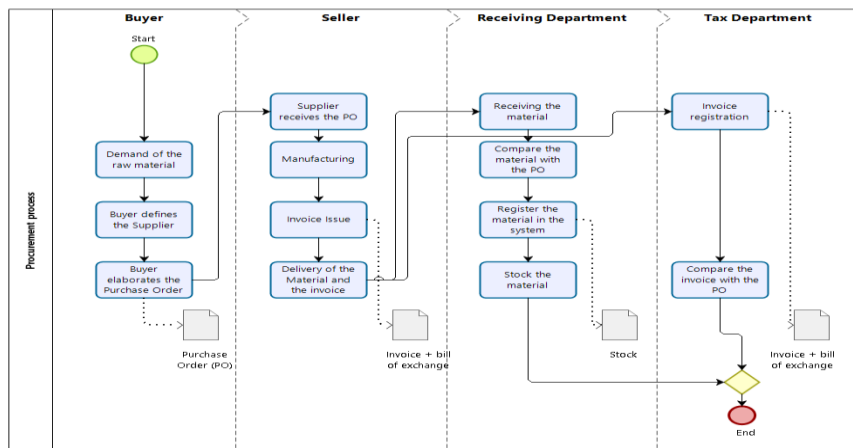 Buyer
Seller
Receiving Department
Tax Department
Procurement process
Start
Demand of the
raw material
Buyer defines
the Supplier
Buyer
elaborates the
Purchase Order
Purchase
Order (PO)
Supplier
receives the PO
Manufacturing
Invoice Issue
Delivery of the
Material and
the invoice
Invoice + bill
of exchange
Receiving the
material
Compare the
material with
the PO
Register the
material in the
system
Stock the
material
Stock
Invoice
registration
Compare the
invoice with the
PO
Invoice + bill
of exchange
End